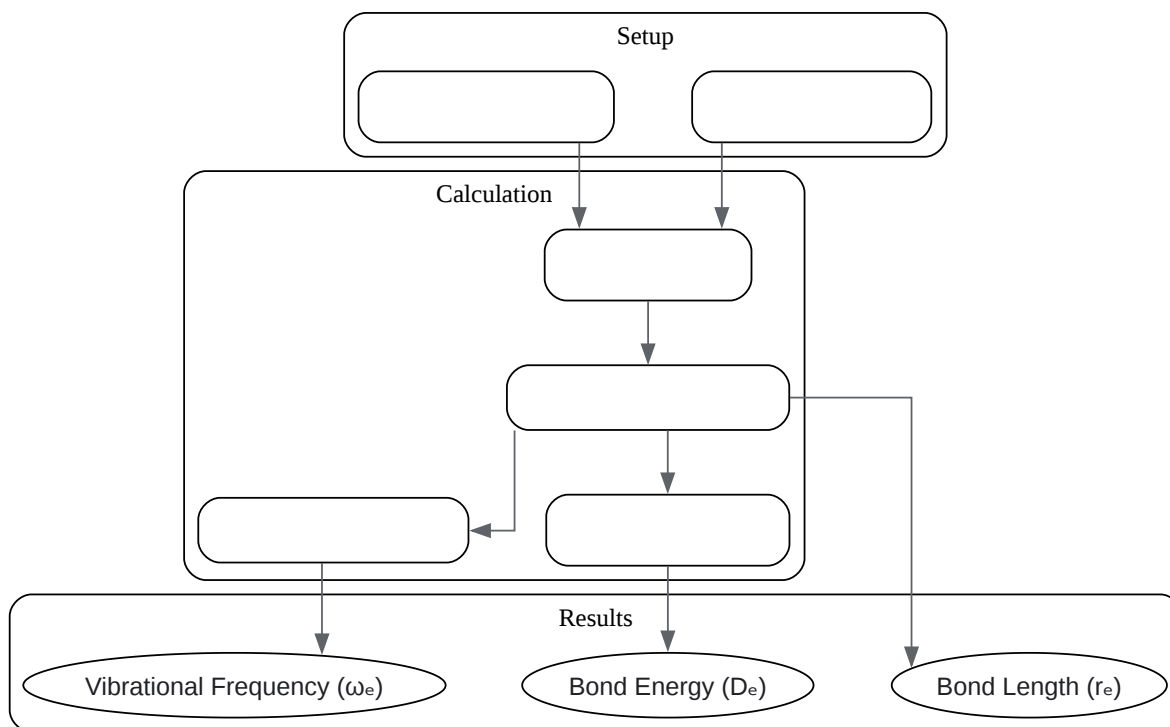 Setup
Calculation
Results
Vibrational Frequency (ωₑ)
Bond Energy (Dₑ)
Bond Length (rₑ)